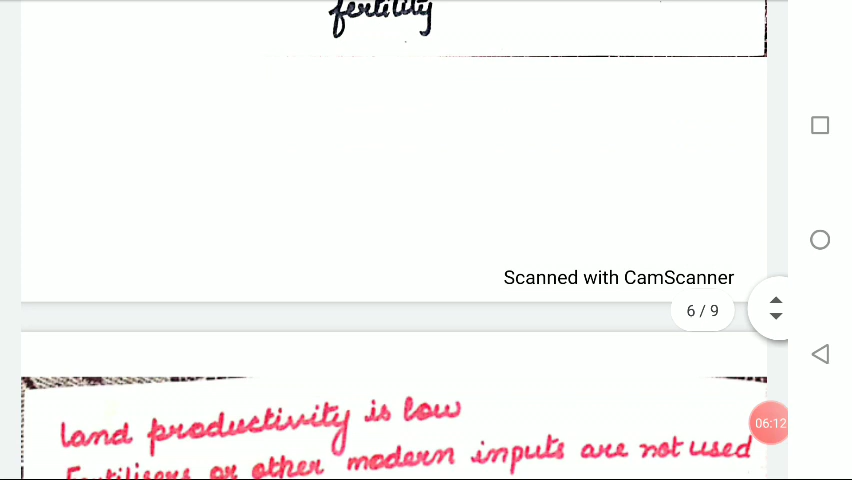 fertility
Scanned with CamScanner
6 / 9
land productivity is low
06:12
Fertilisers or other modern inputs are not used